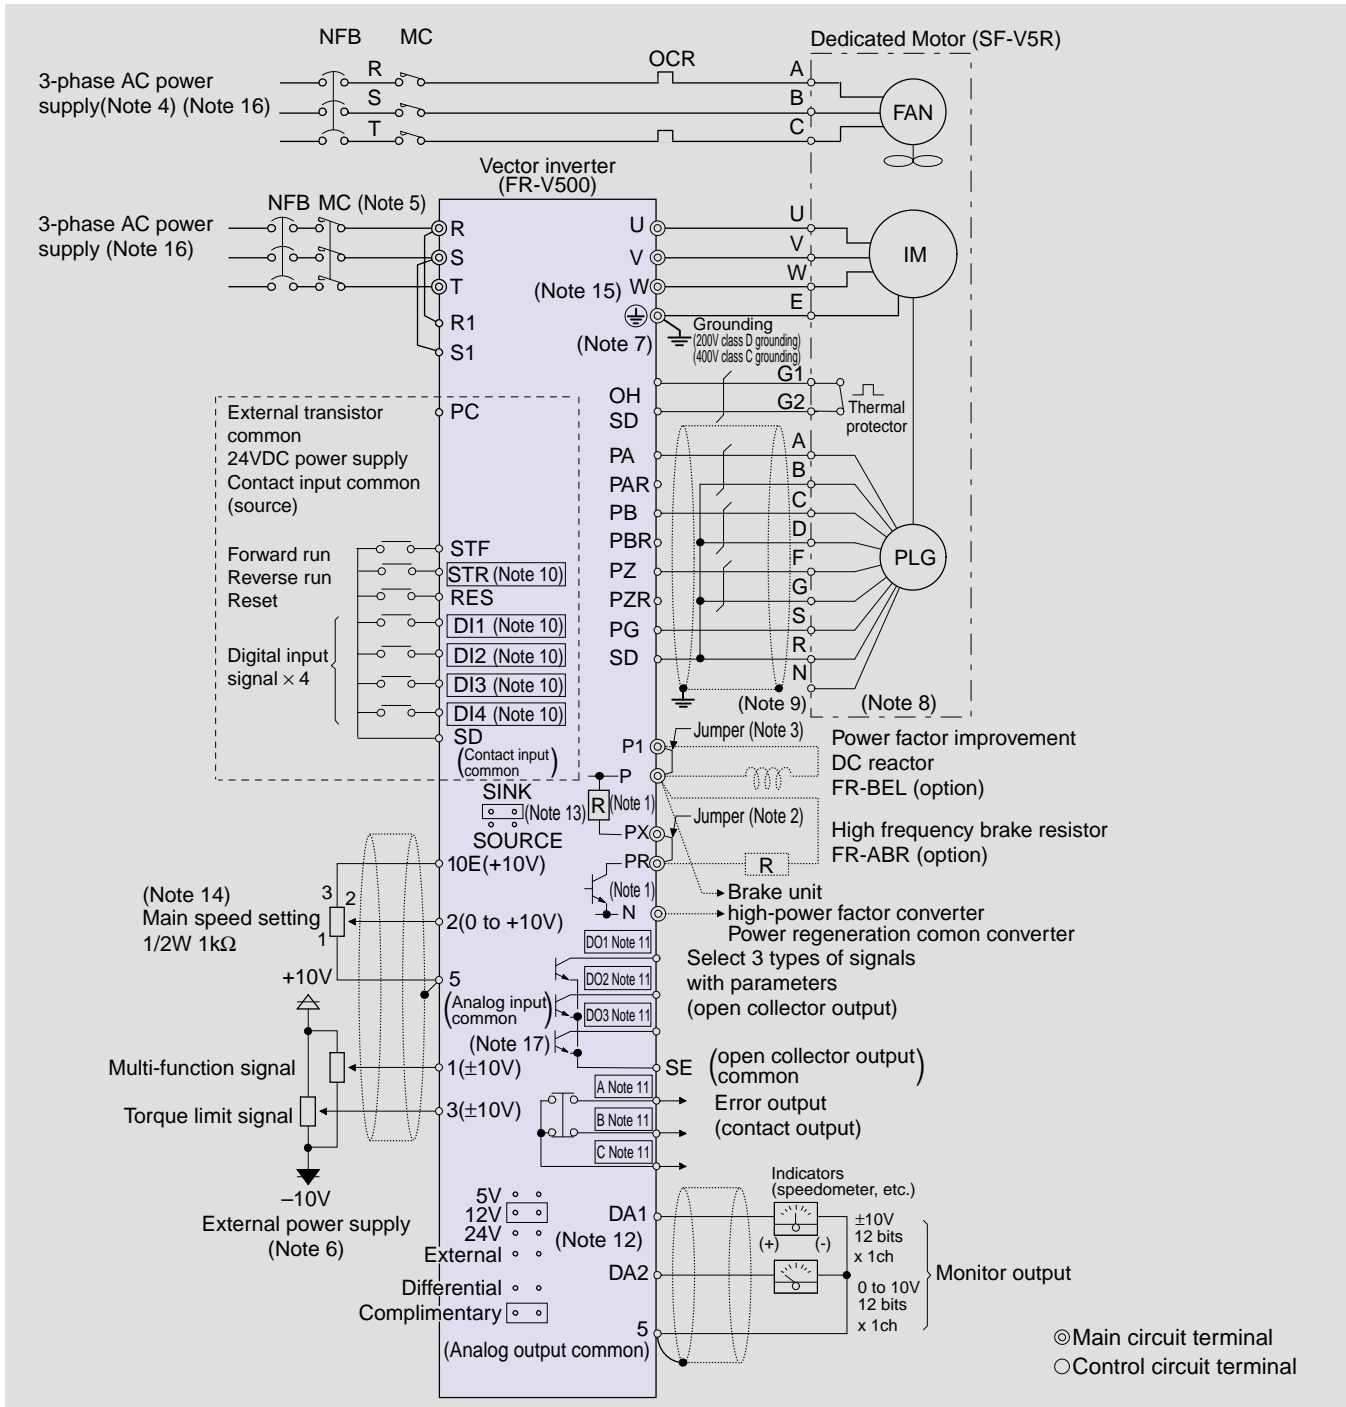 NFB
MC
OCR
Dedicated Motor (SF-V5R)
3-phase AC power
supply(Note 4) (Note 16)
R
S
T
A
B
C
FAN
Vector inverter
(FR-V500)
NFB MC (Note 5)
3-phase AC power
supply (Note 16)
R
S
T
R1
S1
U
V
(Note 15) W
(Note 7)
U
V
W
E
IM
Grounding
(200V class D grounding)
(400V class C grounding)
OH
SD
G1
G2
Thermal
protector
External transistor
common
24VDC power supply
Contact input common
(source)
PC
PA
PAR
PB
PBR
PZ
PZR
PG
SD
A
B
C
D
F
G
S
R
N
PLG
(Note 9)
(Note 8)
Forward run
Reverse run
Reset
Digital input
signal × 4
STF
STR (Note 10)
RES
DI1 (Note 10)
DI2 (Note 10)
DI3 (Note 10)
DI4 (Note 10)
SD
(Contact input
common)
SINK
(Note 13)
SOURCE
P1
P
R (Note 1)
PX
PR
(Note 1)
N
Jumper (Note 3)
Power factor improvement
DC reactor
FR-BEL (option)
Jumper (Note 2)
High frequency brake resistor
FR-ABR (option)
R
Brake unit
high-power factor converter
Power regeneration comon converter
(Note 14)
Main speed setting
1/2W 1kΩ
3
2
1
10E(+10V)
2(0 to +10V)
5
(Analog input
common)
(Note 17)
+10V
Multi-function signal
1(±10V)
Torque limit signal
3(±10V)
–10V
External power supply
(Note 6)
DO1 Note 11
DO2 Note 11
DO3 Note 11
Select 3 types of signals
with parameters
(open collector output)
SE
(open collector output)
common
A Note 11
B Note 11
C Note 11
Error output
(contact output)
5V
12V
24V
External
(Note 12)
Differential
Complimentary
DA1
DA2
5
(Analog output common)
Indicators
(speedometer, etc.)
(+)
(-)
±10V
12 bits
x 1ch
0 to 10V
12 bits
x 1ch
Monitor output
Main circuit terminal
Control circuit terminal